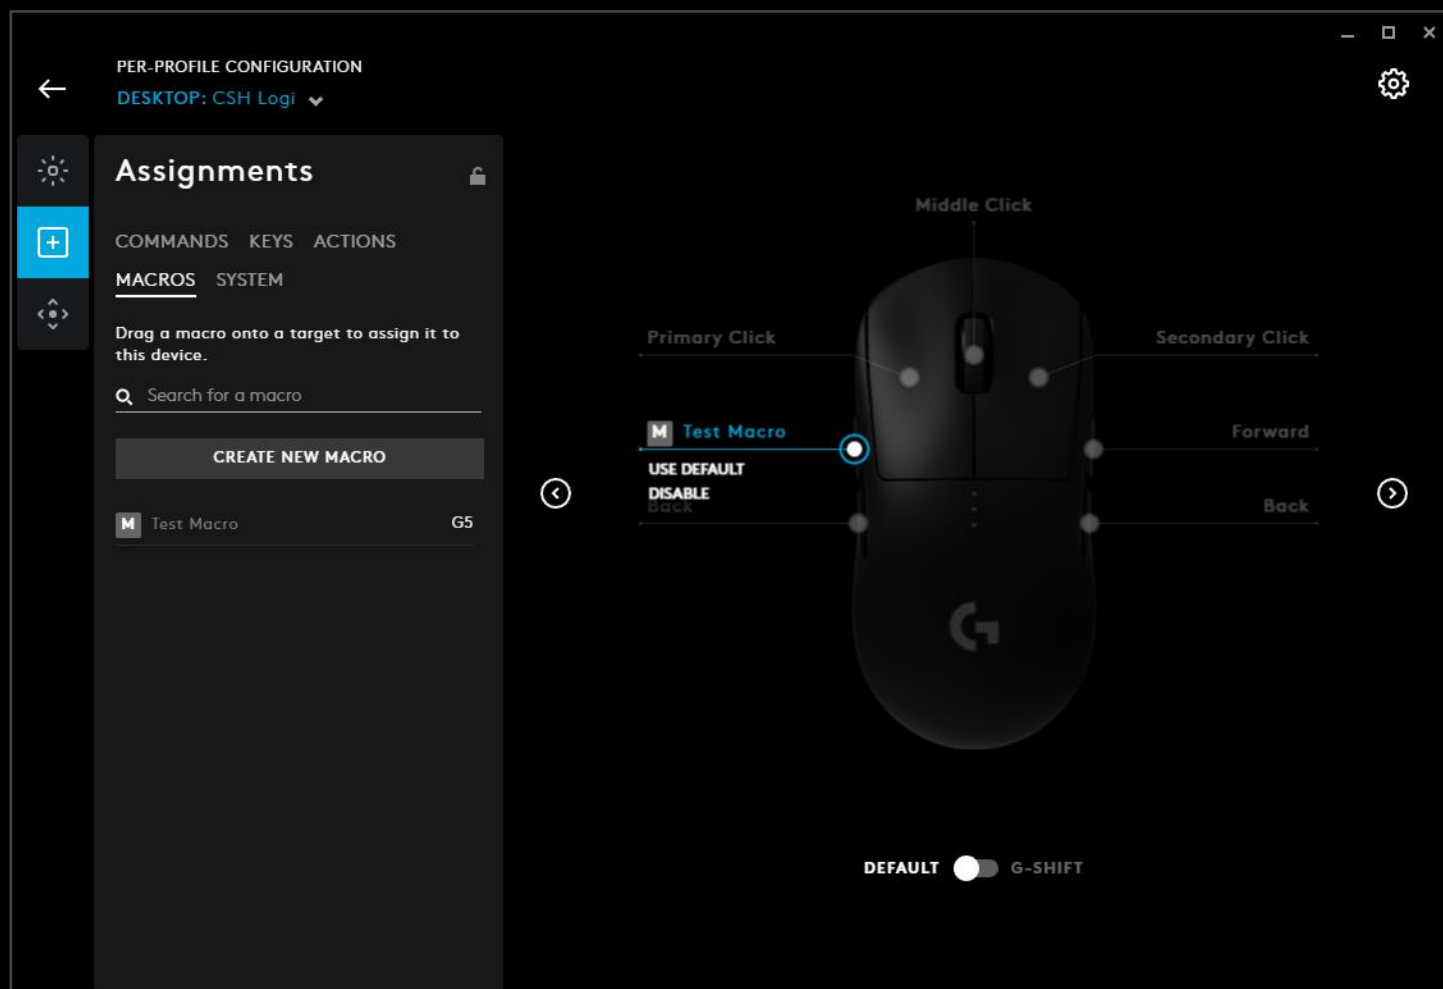 PER-PROFILE CONFIGURATION
DESKTOP: CSH Logi
Assignments
COMMANDS KEYS ACTIONS
MACROS SYSTEM
Drag a macro onto a target to assign it to
this device.
Search for a macro
CREATE NEW MACRO
M Test Macro G5
Middle Click
Primary Click
Secondary Click
M Test Macro
USE DEFAULT
DISABLE
Back
Forward
Back
G
DEFAULT G-SHIFT